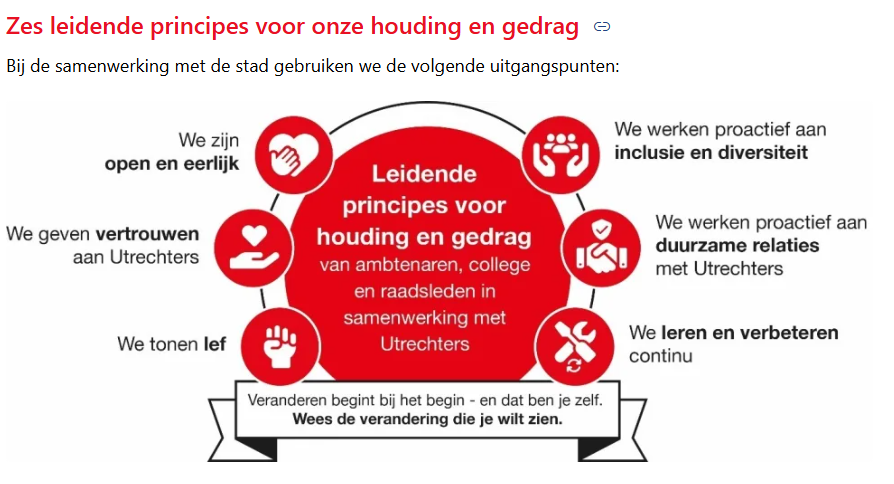 Zes leidende principes voor onze houding en gedrag
Bij de samenwerking met de stad gebruiken we de volgende uitgangspunten:
We zijn
open en eerlijk
We geven vertrouwen
aan Utrechters
We tonen lef
Leidende
principes voor
houding en gedrag
van ambtenaren, college
en raadsleden in
samenwerking met
Utrechters
We werken proactief aan
inclusie en diversiteit
We werken proactief aan
duurzame relaties
met Utrechters
We leren en verbeteren
continu
Veranderen begint bij het begin - en dat ben je zelf.
Wees de verandering die je wilt zien.